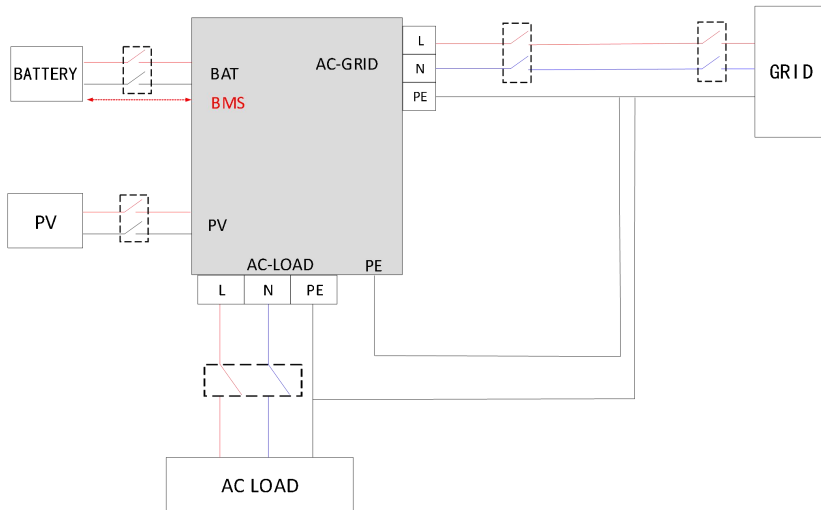 BATTERY
BAT
BMS
AC-GRID
L
N
PE
GRID
PV
PV
AC-LOAD
PE
L
N
PE
AC LOAD